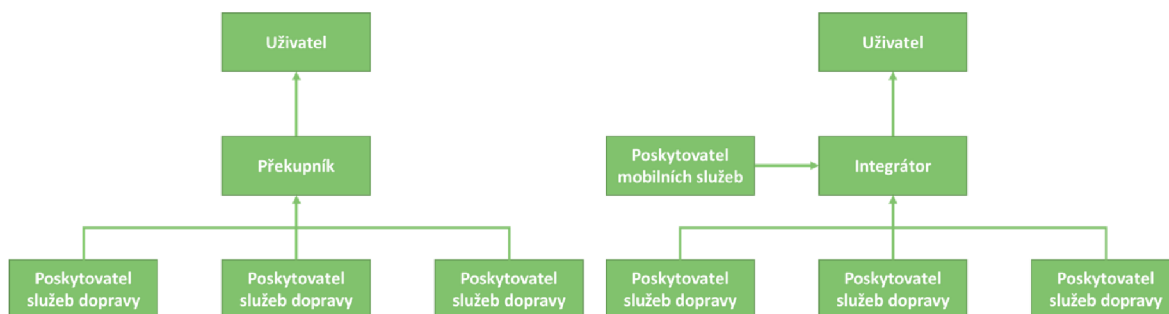 Uživatel
Překupník
Poskytovatel
služeb dopravy
Poskytovatel
služeb dopravy
Poskytovatel
služeb dopravy
Uživatel
Poskytovatel
mobilních služeb
Integrátor
Poskytovatel
služeb dopravy
Poskytovatel
služeb dopravy
Poskytovatel
služeb dopravy